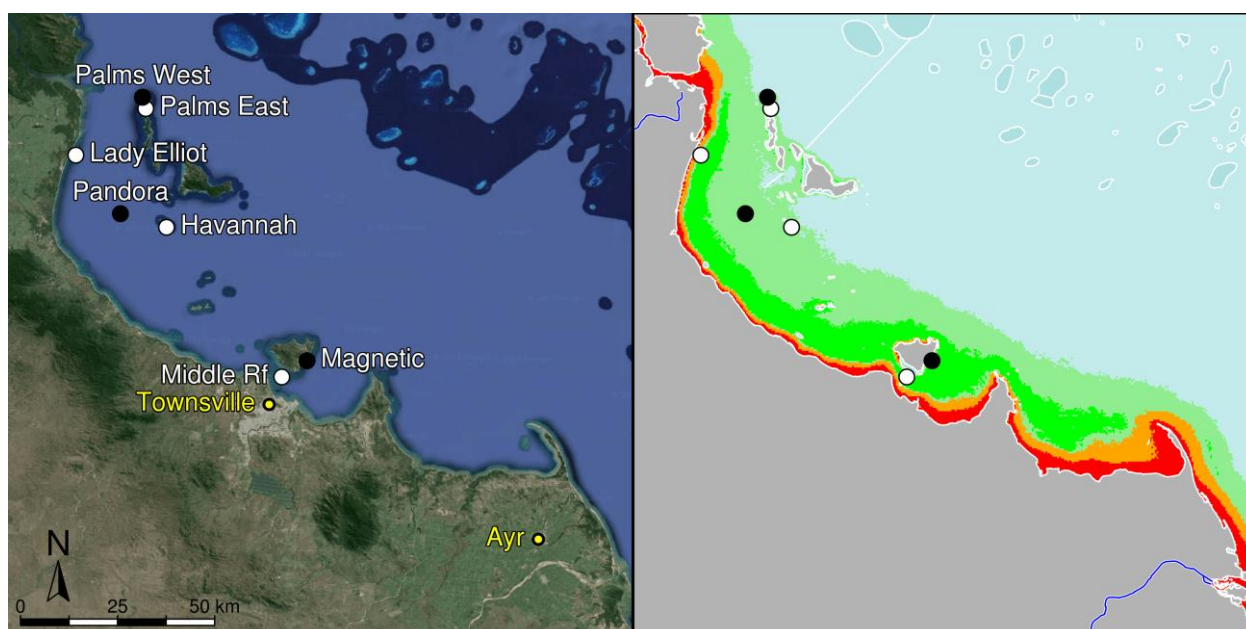 Palms West
Palms East
Lady Elliot
Pandora
Havannah
Magnetic
Middle Rf
Townsville
Ayr
N
0 25 50 km